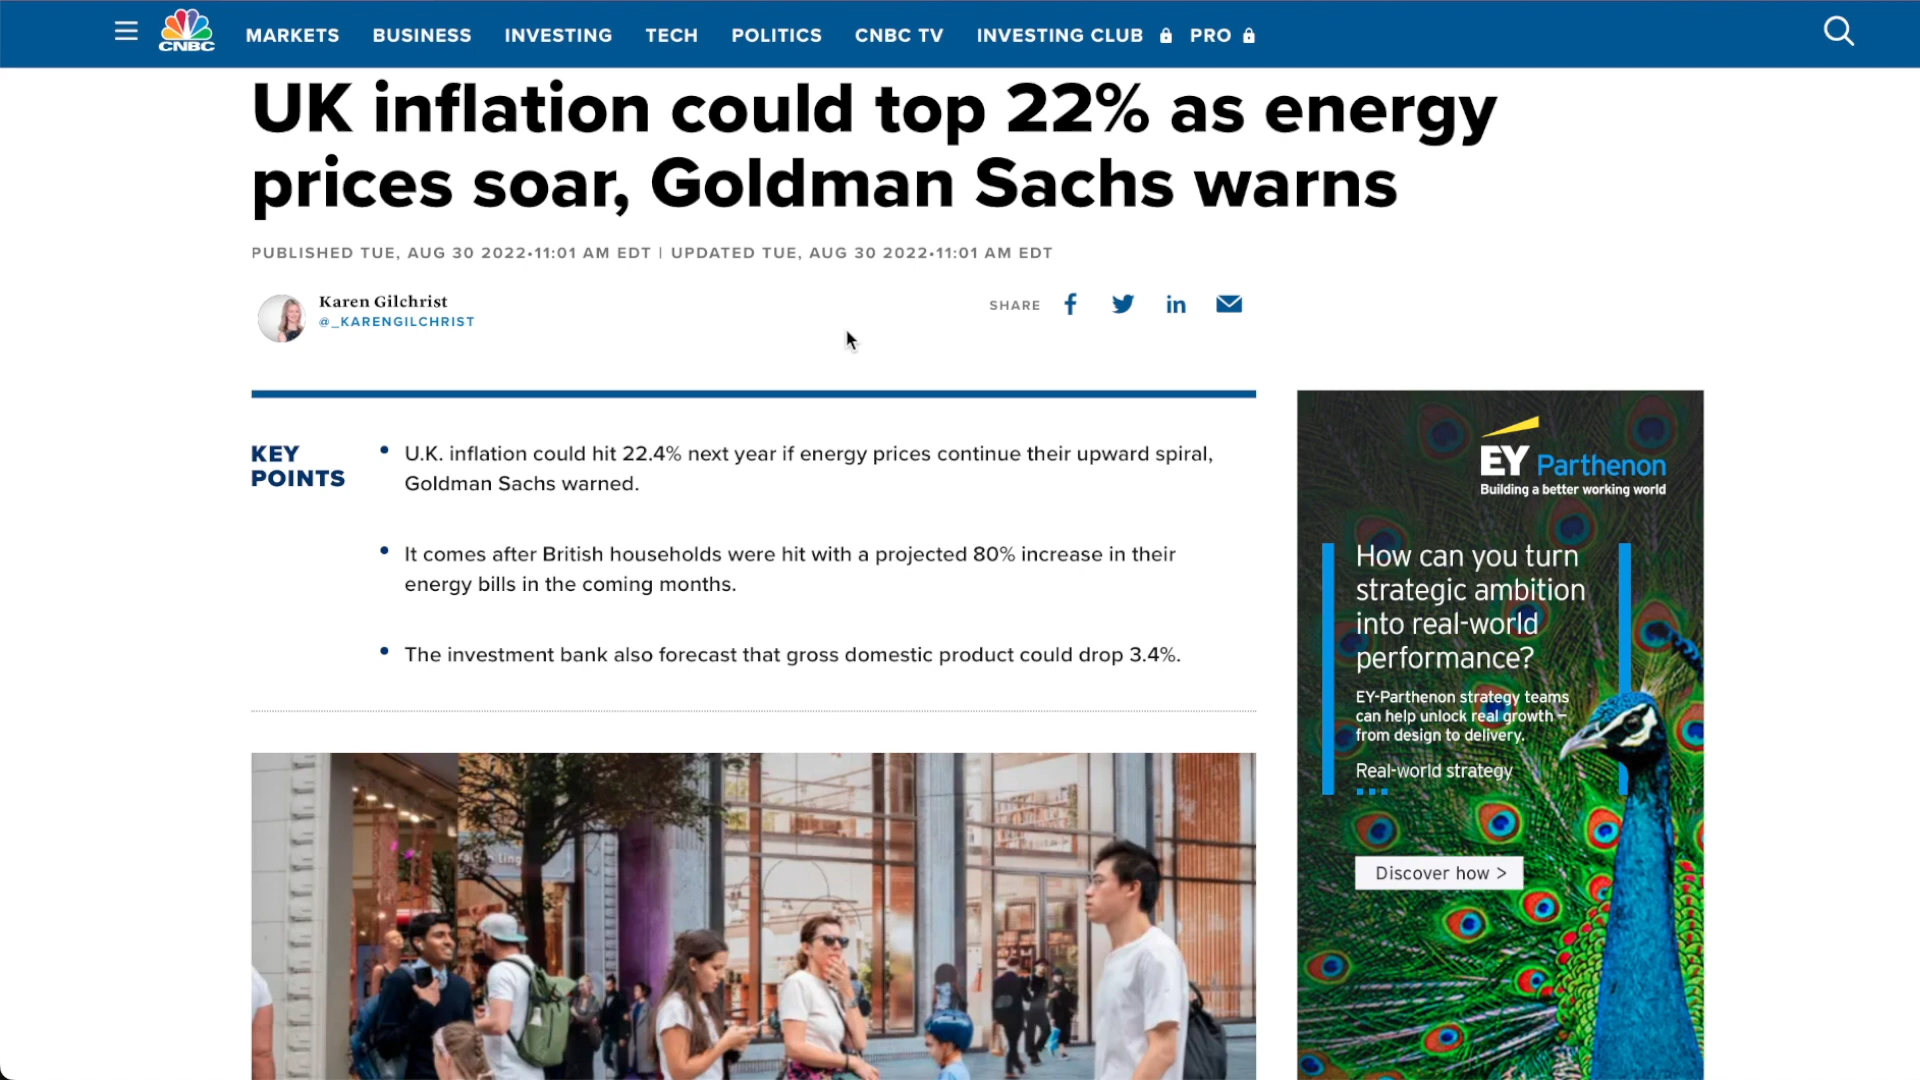 CNBC
MARKETS BUSINESS INVESTING TECH POLITICS CNBC TV INVESTING CLUB PRO
UK inflation could top 22% as energy
prices soar, Goldman Sachs warns
PUBLISHED TUE, AUG 30 2022•11:01 AM EDT | UPDATED TUE, AUG 30 2022•11:01 AM EDT
Karen Gilchrist
@_KARENGILCHRIST
SHARE
KEY
POINTS
• U.K. inflation could hit 22.4% next year if energy prices continue their upward spiral,
Goldman Sachs warned.
• It comes after British households were hit with a projected 80% increase in their
energy bills in the coming months.
• The investment bank also forecast that gross domestic product could drop 3.4%.
EY Parthenon
Building a better working world
How can you turn
strategic ambition
into real-world
performance?
EY-Parthenon strategy teams
can help unlock real growth –
from design to delivery.
Real-world strategy
Discover how >